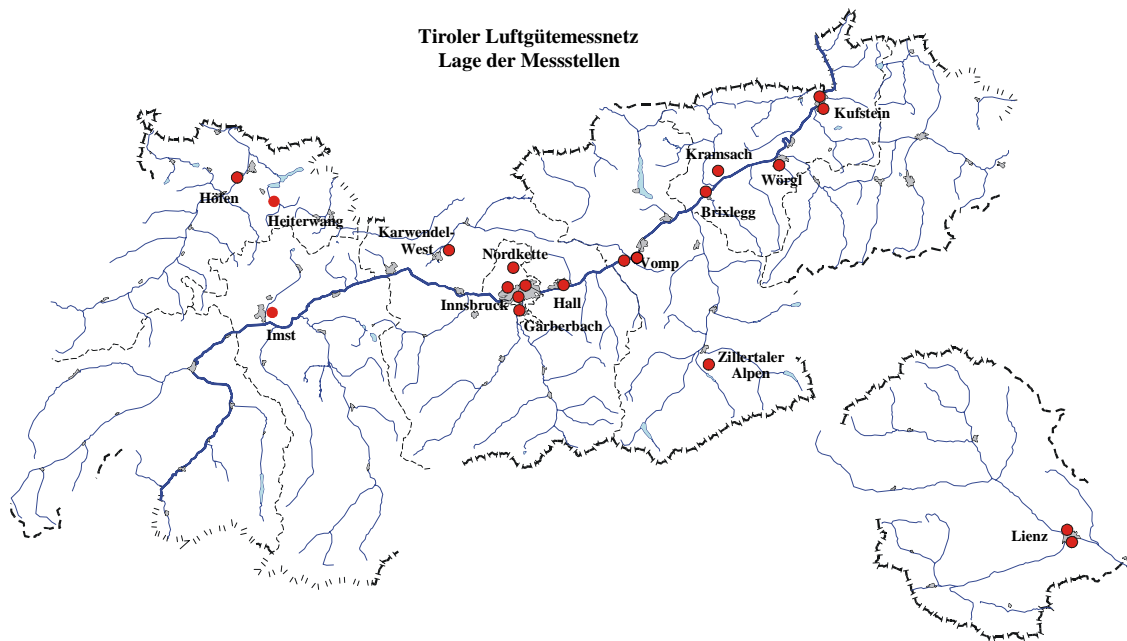 Tiroler Luftgütemessnetz
Lage der Messstellen
Kufstein
Kramsach
Wörgl
Höfen
Brixlegg
Heiterwang
Karwendel-
West
Nordkette
Vomp
Innsbruck
Hall
Gärberbach
Imst
Zillertaler
Alpen
Lienz